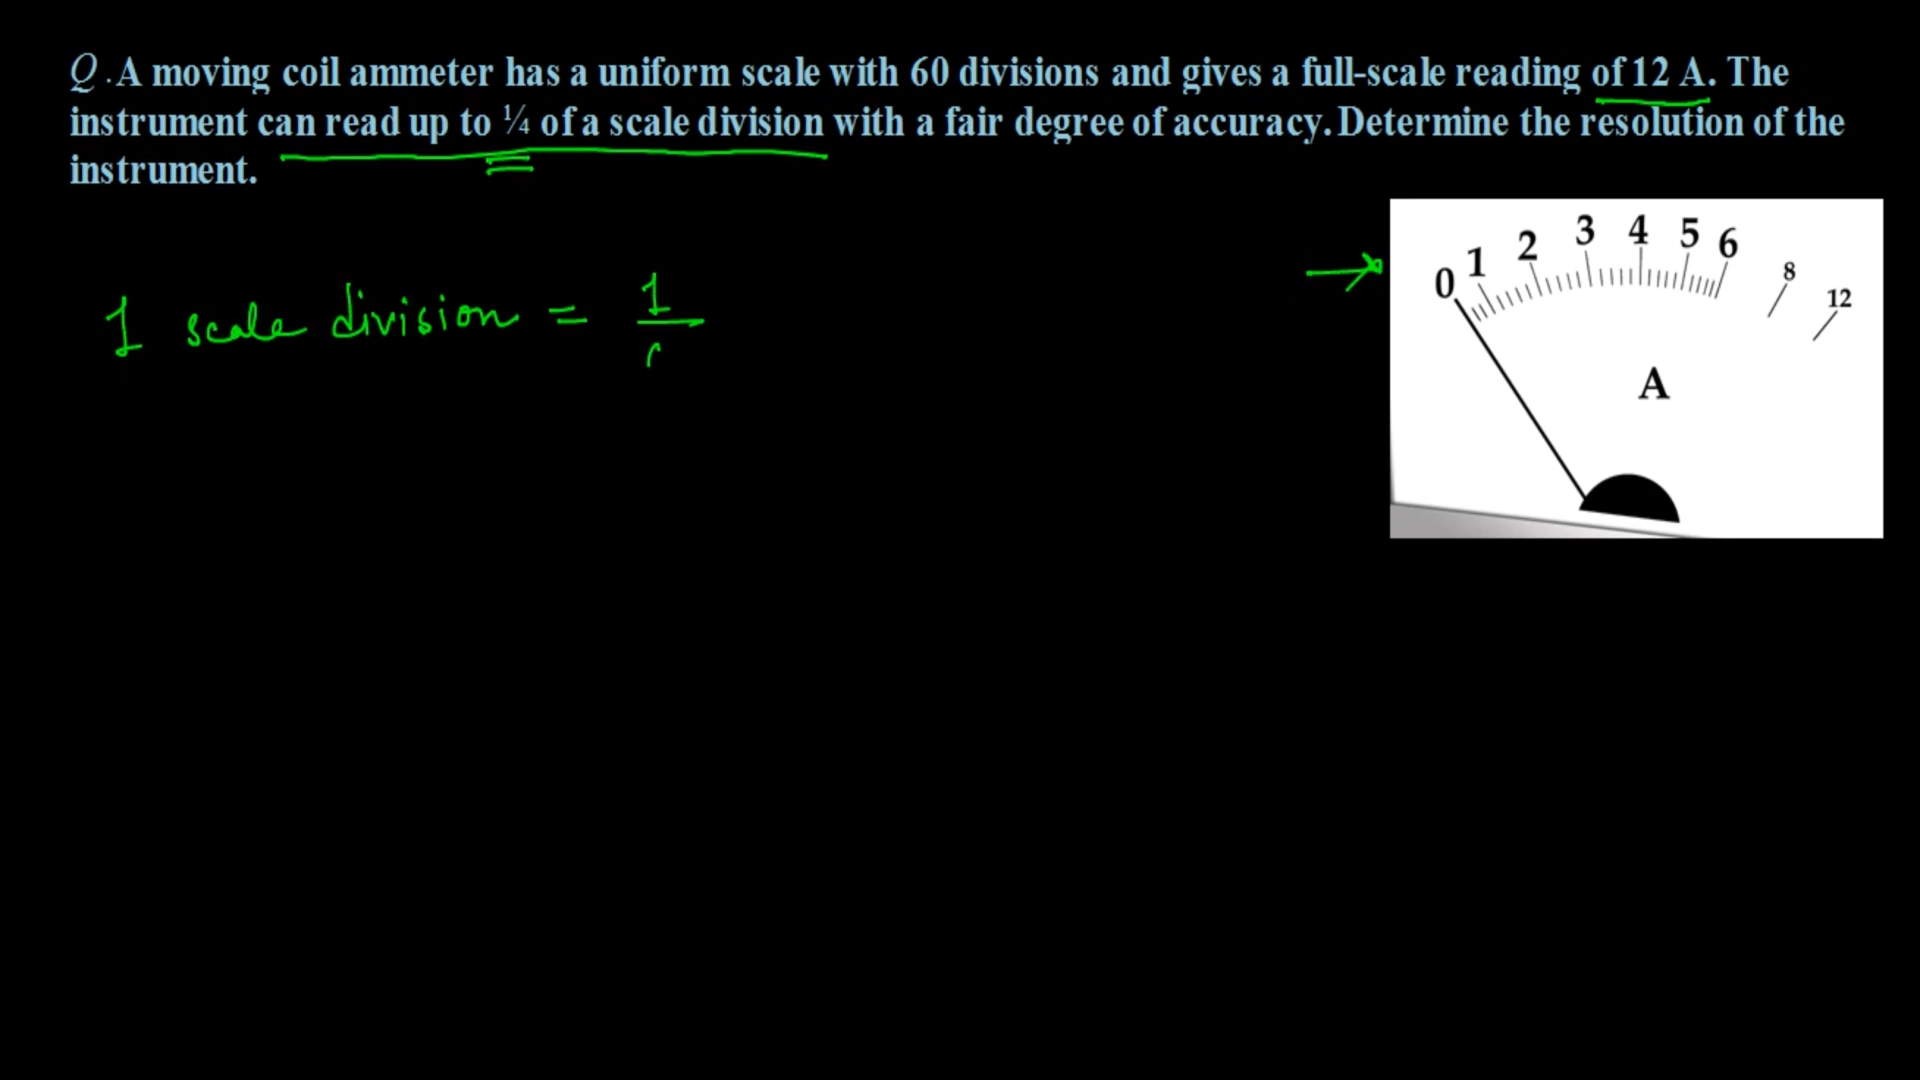 Q. A moving coil ammeter has a uniform scale with 60 divisions and gives a full-scale reading of 12 A. The
instrument can read up to ¼ of a scale division with a fair degree of accuracy. Determine the resolution of the
instrument.
0 1 2 3 4 5 6 8 12
A
1 scale division = 1